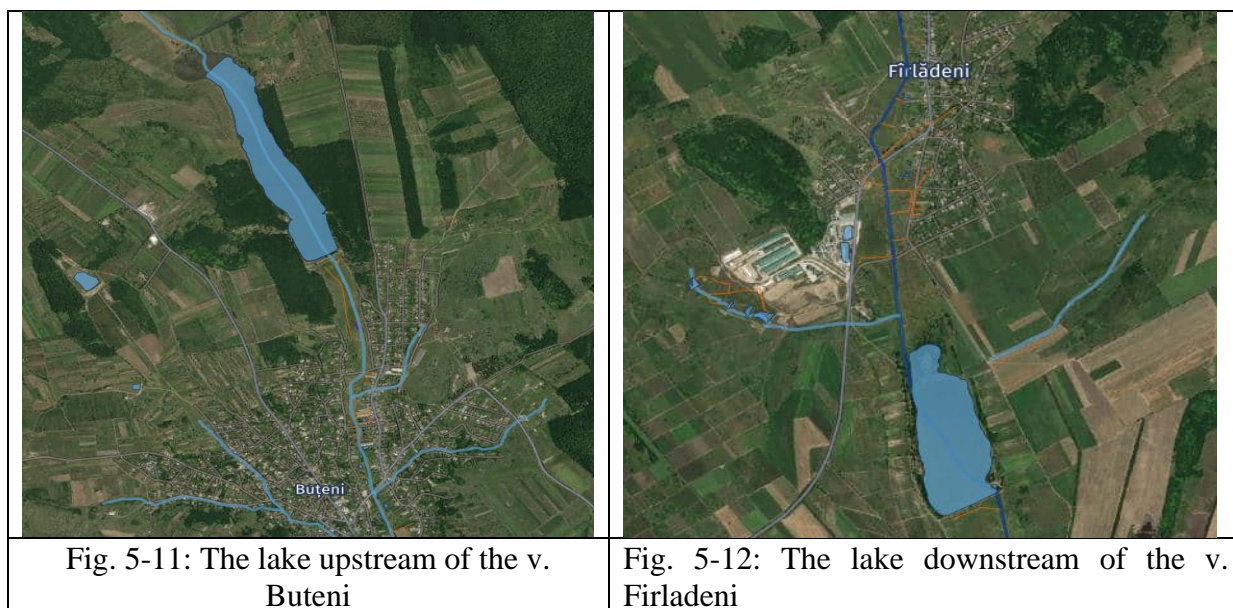 Fîrlădeni
Buțeni
Fig. 5-11: The lake upstream of the v.
Buteni
Fig. 5-12: The lake downstream of the v.
Firladeni